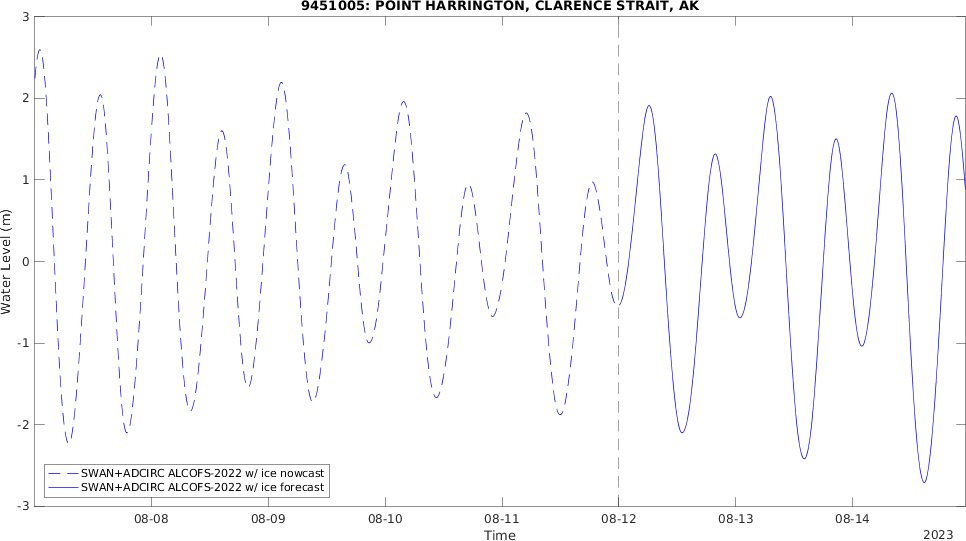 9451005: POINT HARRINGTON, CLARENCE STRAIT, AK
3
2
1
0
-1
-2
-3
Water Level (m)
SWAN+ADCIRC ALCOFS-2022 w/ ice nowcast
SWAN+ADCIRC ALCOFS-2022 w/ ice forecast
08-08 08-09 08-10 08-11 08-12 08-13 08-14
Time
2023